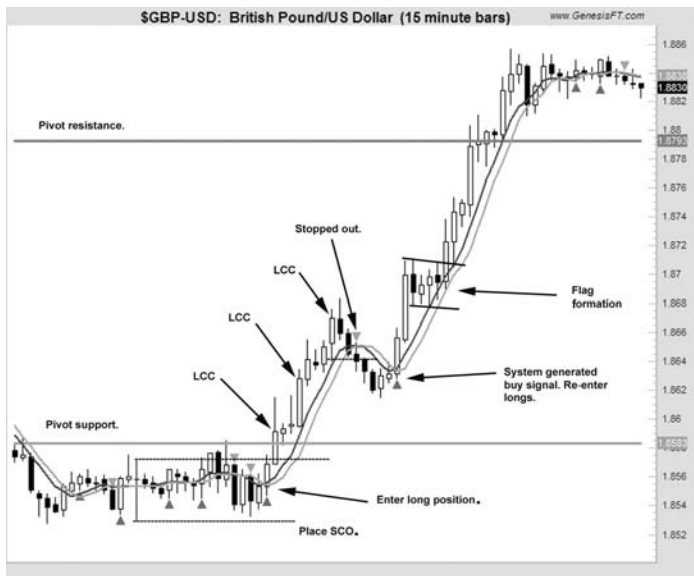 $GBP-USD: British Pound/US Dollar (15 minute bars)
www.GenesisFT.com
1.886
1.8838
1.8830
1.882
Pivot resistance.
1.88
1.8793
1.878
1.876
1.874
Stopped out.
1.872
LCC
1.87
Flag
formation
1.868
LCC
1.866
System generated
buy signal. Re-enter
longs.
1.864
LCC
1.862
1.86
Pivot support.
1.8583
1.858
1.856
Enter long position.
1.854
Place SCO.
1.852